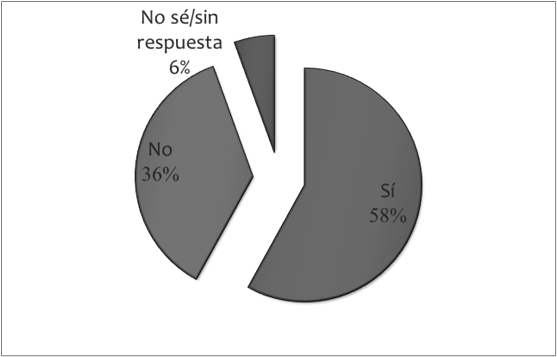 No sé/sin
respuesta
6%
No
36%
Sí
58%